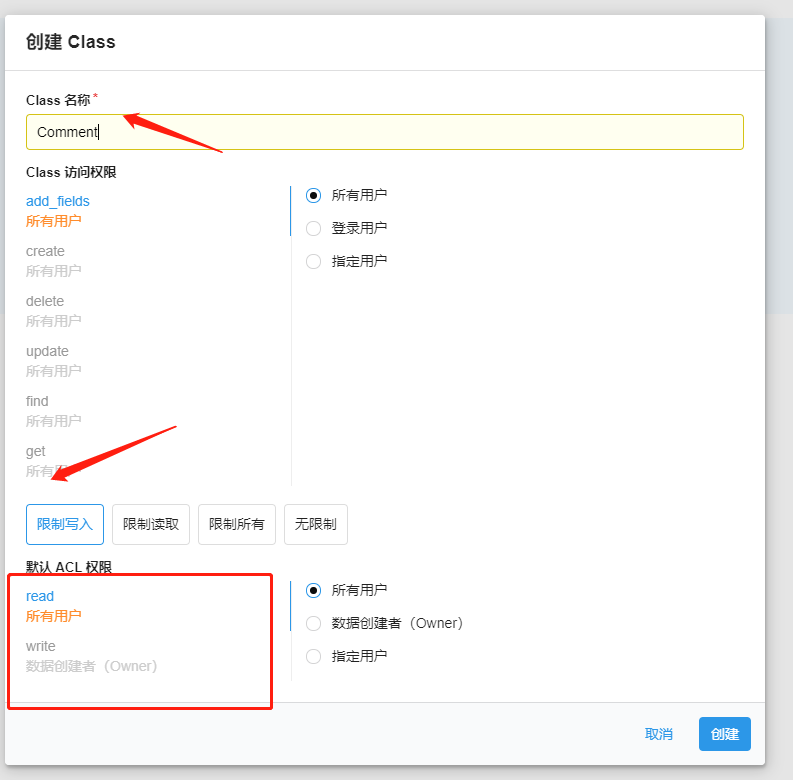 创建 Class
Class 名称*
Comment
Class 访问权限
add_fields
所有用户
create
所有用户
delete
所有用户
update
所有用户
find
所有用户
get
所有用户
所有用户
登录用户
指定用户
限制写入 限制读取 限制所有 无限制
默认 ACL 权限
read
所有用户
write
数据创建者（Owner）
所有用户
数据创建者（Owner）
指定用户
取消 创建